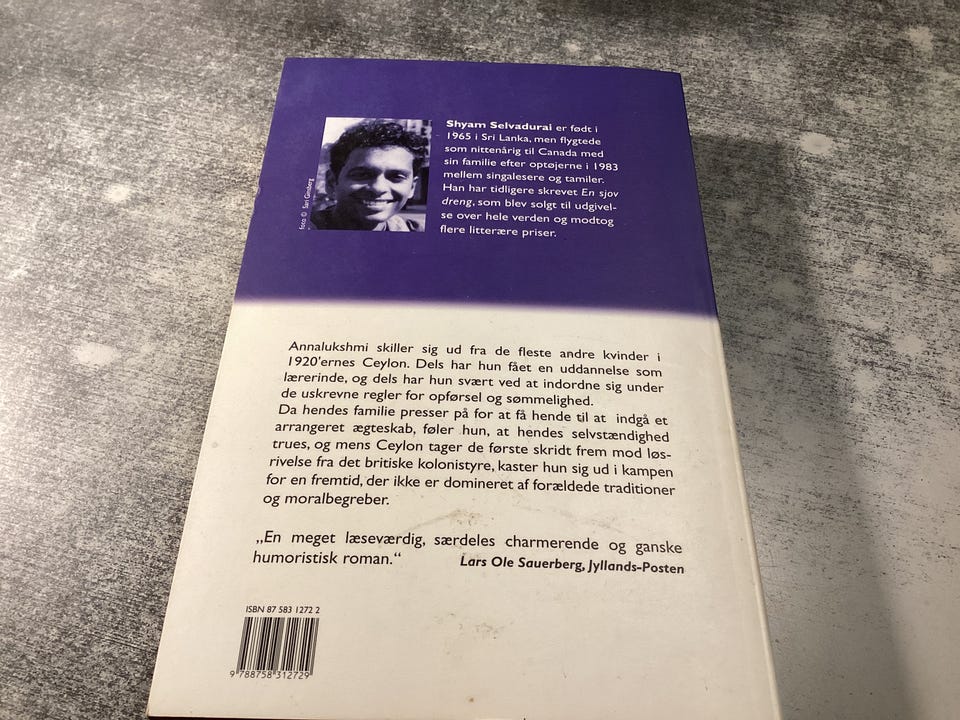 Shyam Selvadurai er født i
1965 i Sri Lanka, men flygtede
som nittenårig til Canada med
sin familie efter optøjerne i 1983
mellem singalesere og tamiler.
Han har tidligere skrevet En sjov
dreng, som blev solgt til udgivel-
se over hele verden og modtog
flere litterære priser.
foto © Sari Ginsberg
Annalukshmi skiller sig ud fra de fleste andre kvinder i
1920'ernes Ceylon. Dels har hun fået en uddannelse som
lærerinde, og dels har hun svært ved at indordne sig under
de uskrevne regler for opførsel og sømmelighed.
Da hendes familie presser på for at få hende til at indgå et
arrangeret ægteskab, føler hun, at hendes selvstændighed
trues, og mens Ceylon tager de første skridt frem mod løs-
rivelse fra det britiske kolonistyre, kaster hun sig ud i kampen
for en fremtid, der ikke er domineret af forældede traditioner
og moralbegreber.
„En meget læseværdig, særdeles charmerende og ganske
humoristisk roman.“ Lars Ole Sauerberg, Jyllands-Posten
ISBN 87 583 1272 2
9 788758 312729